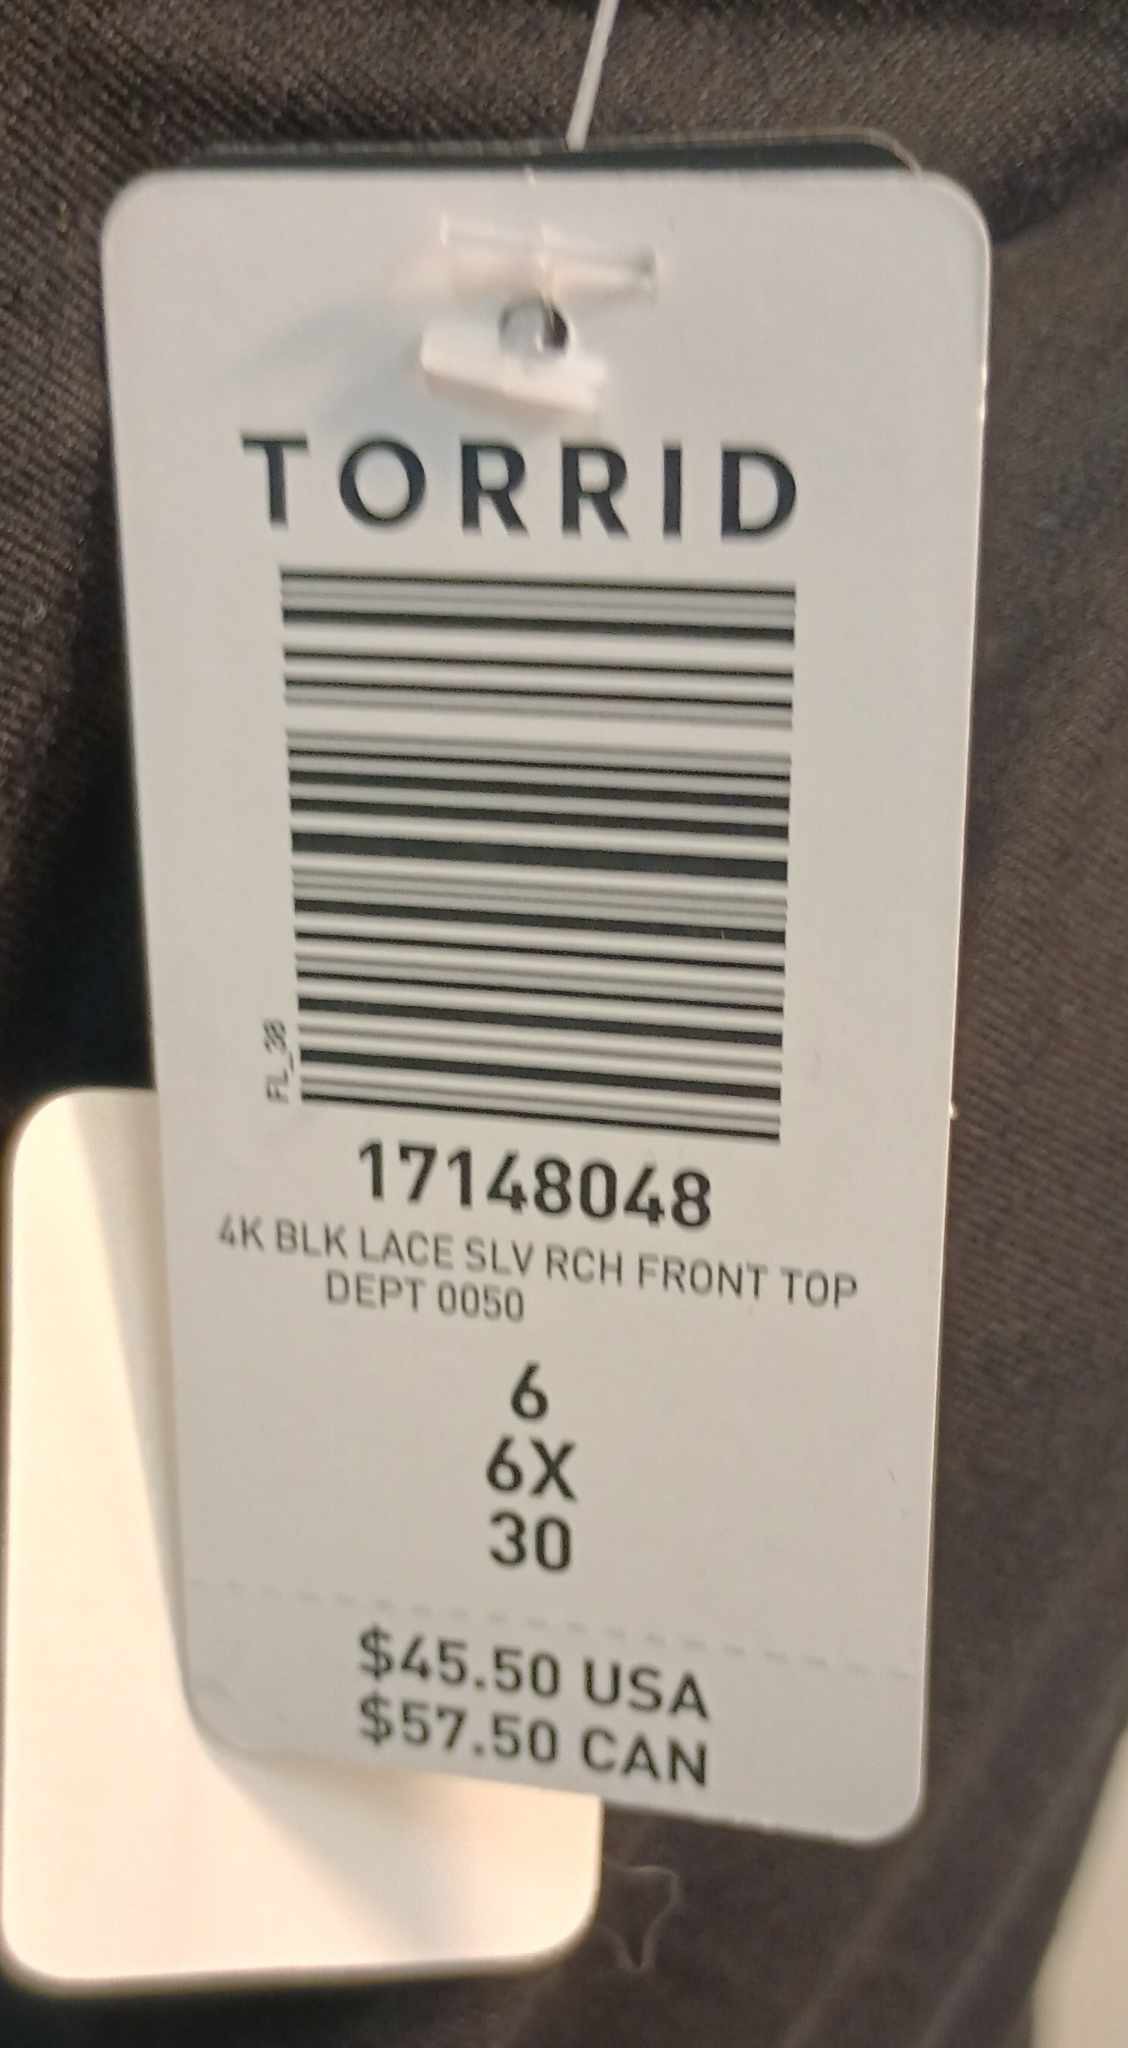 TORRID
FL_38
17148048
4K BLK LACE SLV RCH FRONT TOP
DEPT 0050
6
6X
30
$45.50 USA
$57.50 CAN